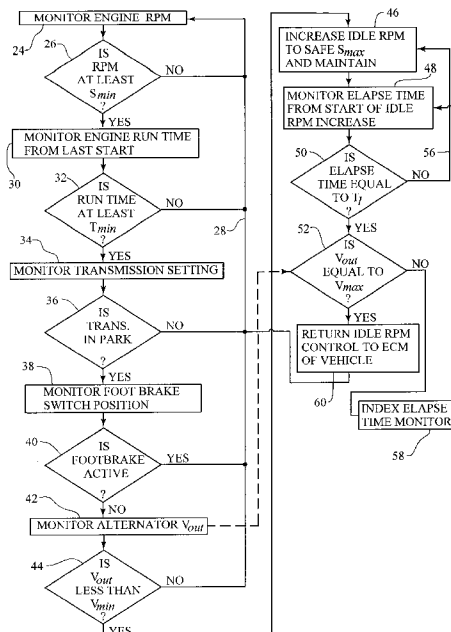 MONITOR ENGINE RPM
24
26
IS
RPM
AT LEAST
Smin
?
NO
YES
MONITOR ENGINE RUN TIME
FROM LAST START
30
32
IS
RUN TIME
AT LEAST
Tmin
?
NO
28
YES
34
MONITOR TRANSMISSION SETTING
36
IS
TRANS.
IN PARK
?
NO
YES
38
MONITOR FOOT BRAKE
SWITCH POSITION
40
IS
FOOTBRAKE
ACTIVE
?
YES
NO
42
MONITOR ALTERNATOR Vout
44
IS
Vout
LESS THAN
Vmin
?
NO
YES
46
INCREASE IDLE RPM
TO SAFE Smax
AND MAINTAIN
48
MONITOR ELAPSE TIME
FROM START OF IDLE
RPM INCREASE
50
IS
ELAPSE
TIME EQUAL
TO T1
?
NO
56
YES
52
IS
Vout
EQUAL TO
Vmax
?
NO
YES
RETURN IDLE RPM
CONTROL TO ECM
OF VEHICLE
60
INDEX ELAPSE
TIME MONITOR
58